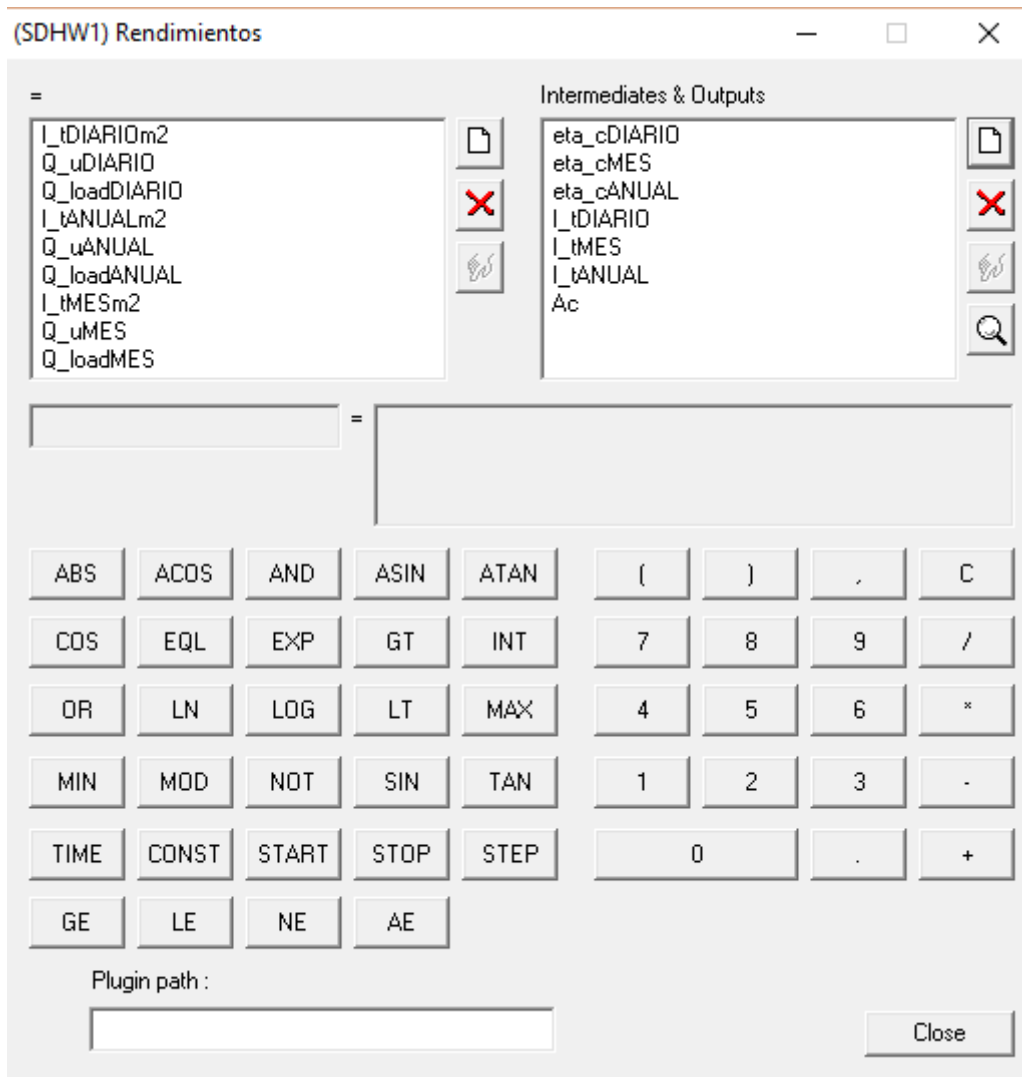 (SDHW1) Rendimientos
=
I_tDIARIOm2
Q_uDIARIO
Q_loadDIARIO
I_tANUALm2
Q_uANUAL
Q_loadANUAL
I_tMESm2
Q_uMES
Q_loadMES
Intermediates & Outputs
eta_cDIARIO
eta_cMES
eta_cANUAL
I_tDIARIO
I_tMES
I_tANUAL
Ac
=
ABS ACOS AND ASIN ATAN ( ) , C
COS EQL EXP GT INT 7 8 9 /
OR LN LOG LT MAX 4 5 6 *
MIN MOD NOT SIN TAN 1 2 3 -
TIME CONST START STOP STEP 0 . +
GE LE NE AE
Plugin path :
Close